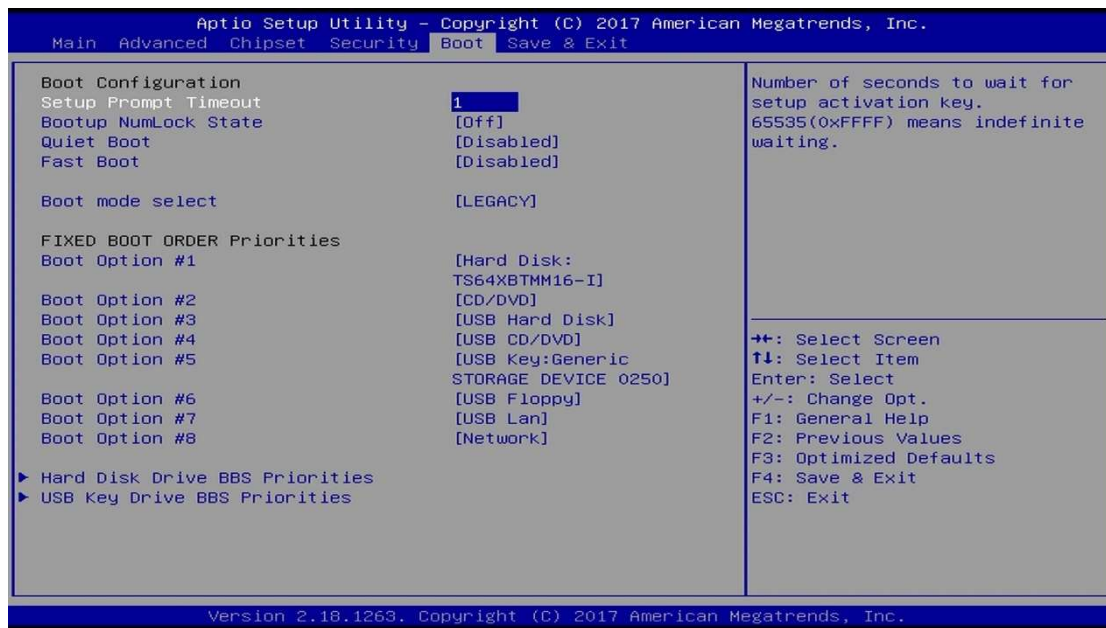 Aptio Setup Utility – Copyright (C) 2017 American Megatrends, Inc.
Main Advanced Chipset Security Boot Save & Exit
Boot Configuration
Setup Prompt Timeout 1
Bootup NumLock State [Off]
Quiet Boot [Disabled]
Fast Boot [Disabled]
Boot mode select [LEGACY]
FIXED BOOT ORDER Priorities
Boot Option #1 [Hard Disk:
TS64XBTMM16-I]
Boot Option #2 [CD/DVD]
Boot Option #3 [USB Hard Disk]
Boot Option #4 [USB CD/DVD]
Boot Option #5 [USB Key:Generic
STORAGE DEVICE 0250]
Boot Option #6 [USB Floppy]
Boot Option #7 [USB Lan]
Boot Option #8 [Network]
▶ Hard Disk Drive BBS Priorities
▶ USB Key Drive BBS Priorities
Number of seconds to wait for
setup activation key.
65535(0xFFFF) means indefinite
waiting.
→←: Select Screen
↑↓: Select Item
Enter: Select
+/-: Change Opt.
F1: General Help
F2: Previous Values
F3: Optimized Defaults
F4: Save & Exit
ESC: Exit
Version 2.18.1263. Copyright (C) 2017 American Megatrends, Inc.